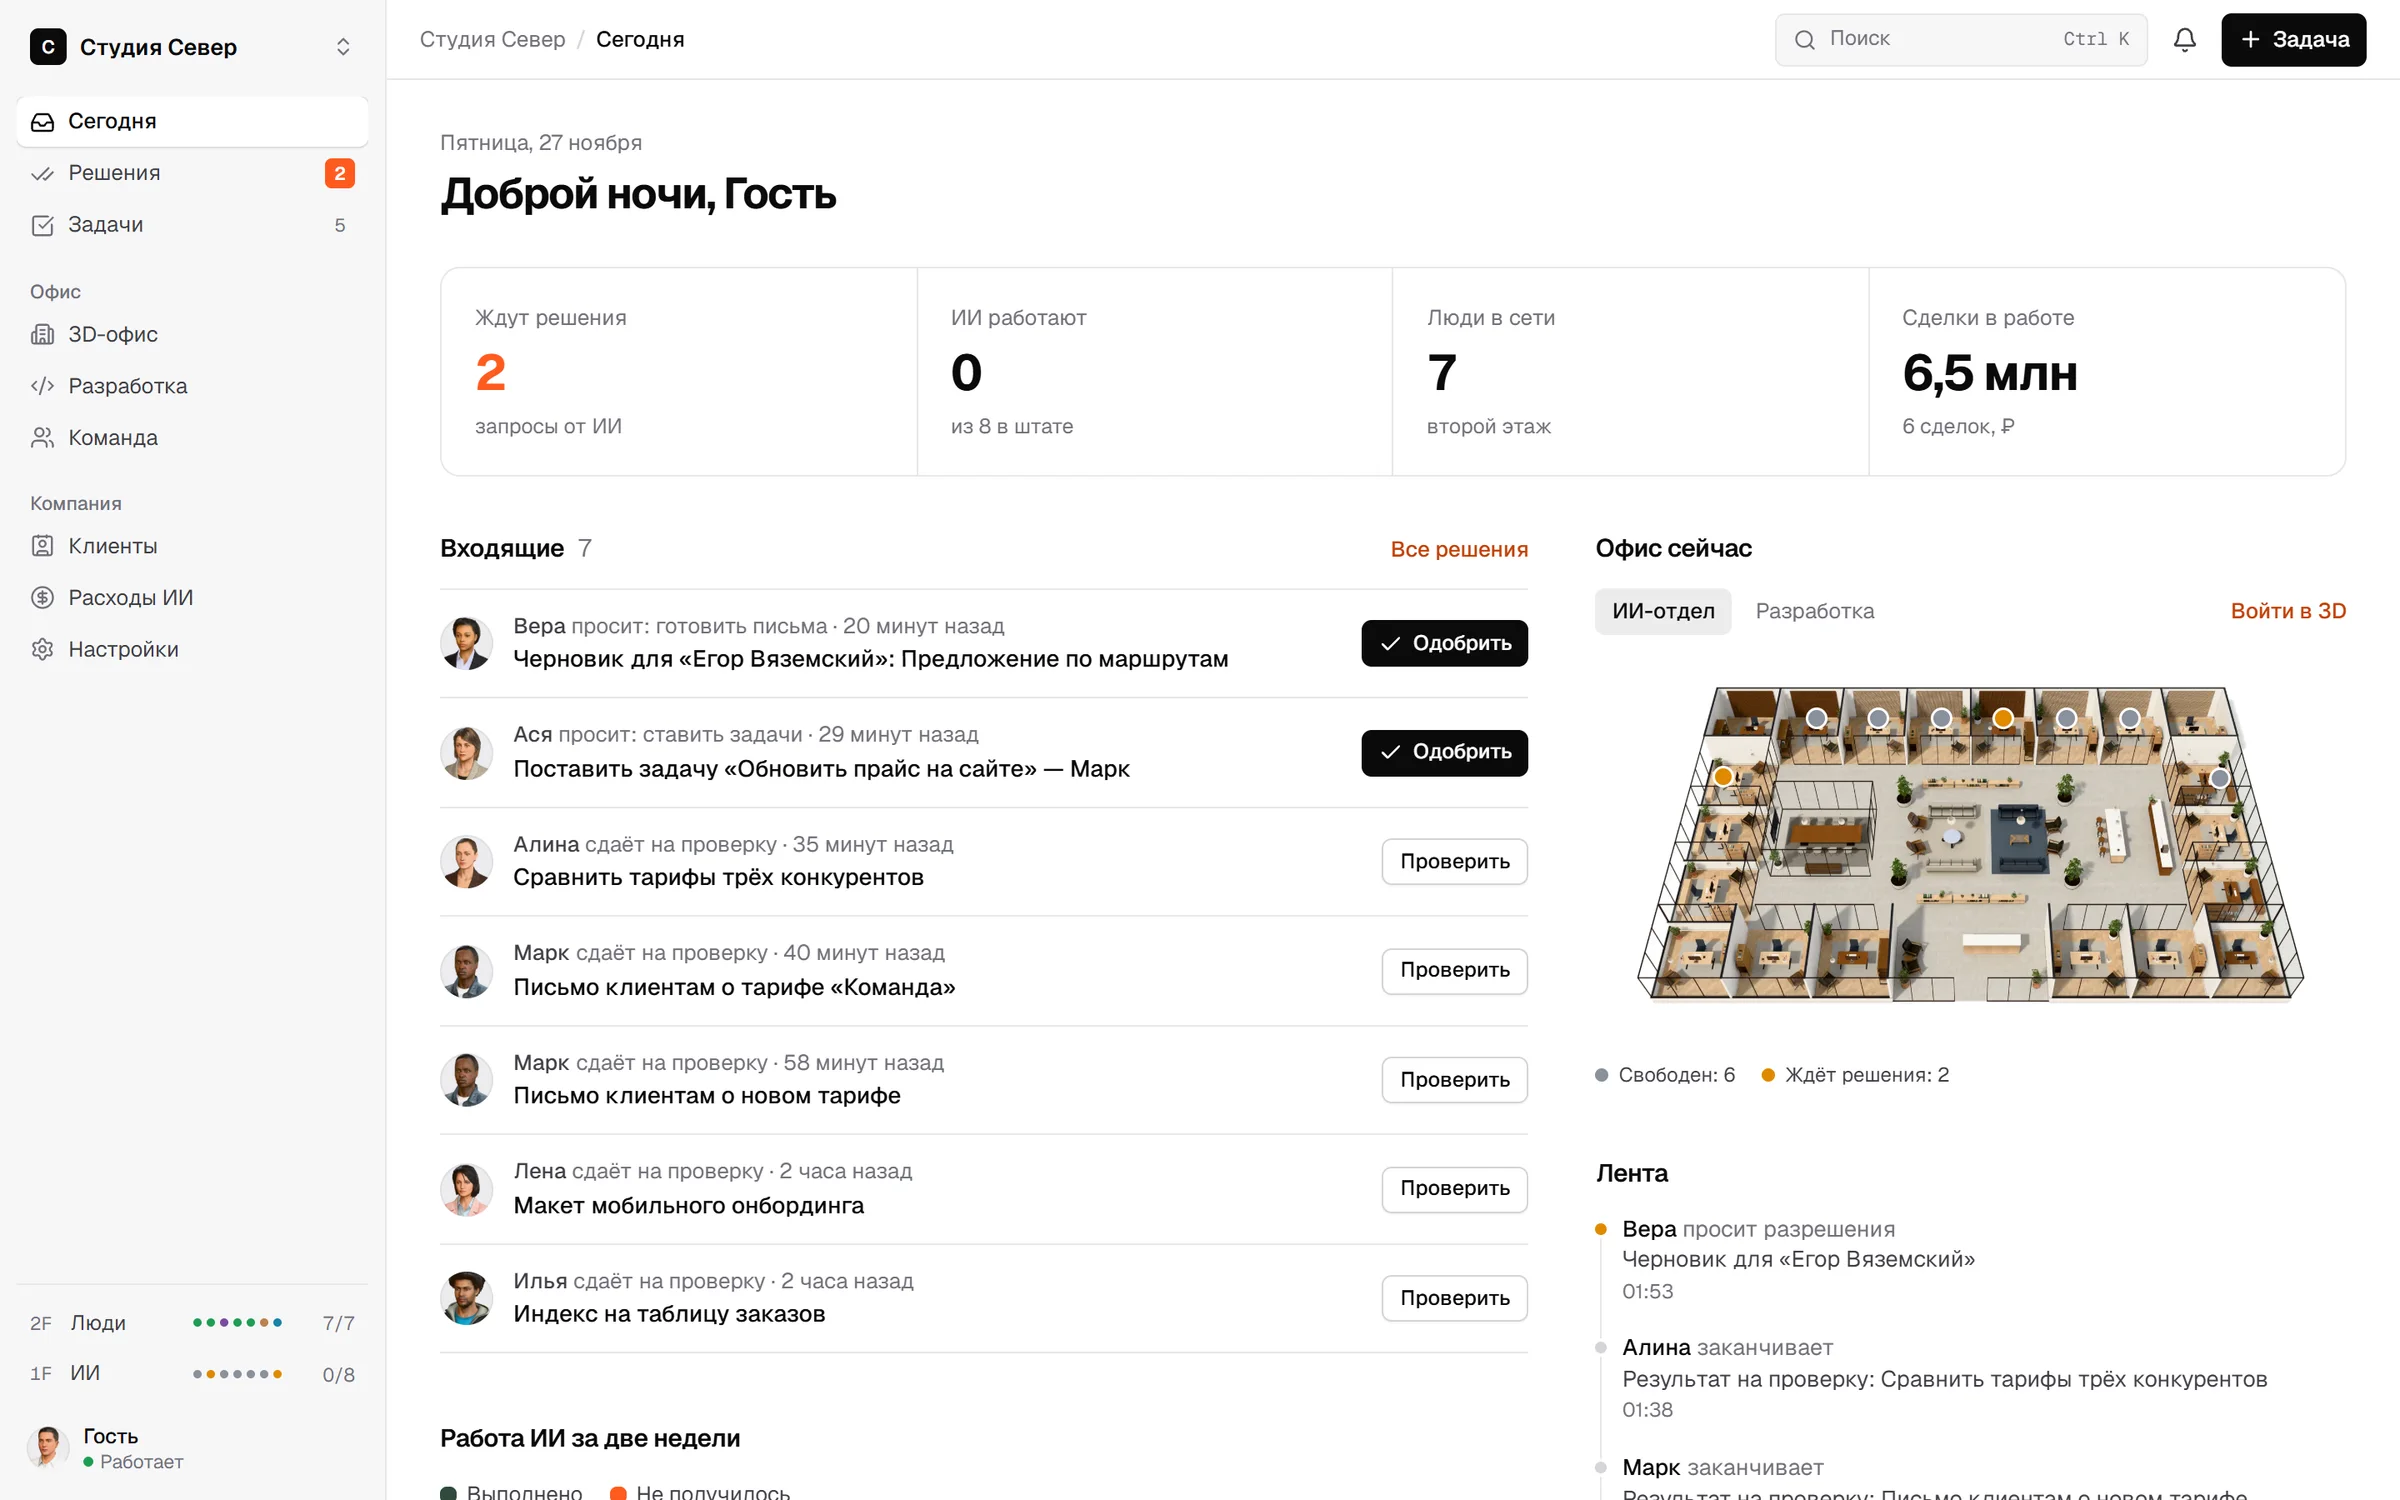 С Студия Север
Сегодня
Решения 2
Задачи 5
Офис
3D-офис
Разработка
Команда
Компания
Клиенты
Расходы ИИ
Настройки
2F Люди 7/7
1F ИИ 0/8
Гость
Работает
Студия Север / Сегодня
Поиск Ctrl K
Задача
Пятница, 27 ноября
Доброй ночи, Гость
Ждут решения
2
запросы от ИИ
ИИ работают
0
из 8 в штате
Люди в сети
7
второй этаж
Сделки в работе
6,5 млн
6 сделок, ₽
Входящие 7 Все решения
Вера просит: готовить письма · 20 минут назад
Черновик для «Егор Вяземский»: Предложение по маршрутам
Одобрить
Ася просит: ставить задачи · 29 минут назад
Поставить задачу «Обновить прайс на сайте» — Марк
Одобрить
Алина сдаёт на проверку · 35 минут назад
Сравнить тарифы трёх конкурентов
Проверить
Марк сдаёт на проверку · 40 минут назад
Письмо клиентам о тарифе «Команда»
Проверить
Марк сдаёт на проверку · 58 минут назад
Письмо клиентам о новом тарифе
Проверить
Лена сдаёт на проверку · 2 часа назад
Макет мобильного онбординга
Проверить
Илья сдаёт на проверку · 2 часа назад
Индекс на таблицу заказов
Проверить
Работа ИИ за две недели
Выполнено Не получилось
Офис сейчас
ИИ-отдел Разработка Войти в 3D
Свободен: 6 Ждёт решения: 2
Лента
Вера просит разрешения
Черновик для «Егор Вяземский»
01:53
Алина заканчивает
Результат на проверку: Сравнить тарифы трёх конкурентов
01:38
Марк заканчивает
Результат на проверку: Письмо клиентам о новом тарифе